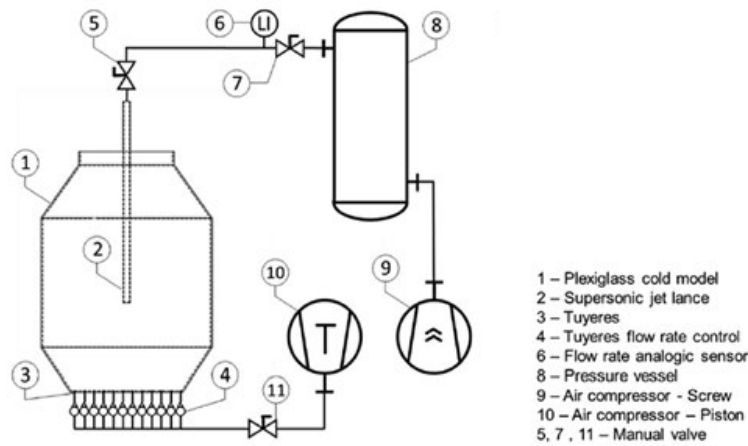 5
6
LI
7
8
1
2
10
9
3
4
11
1 – Plexiglass cold model
2 – Supersonic jet lance
3 – Tuyeres
4 – Tuyeres flow rate control
6 – Flow rate analogic sensor
8 – Pressure vessel
9 – Air compressor - Screw
10 – Air compressor – Piston
5, 7 , 11 – Manual valve